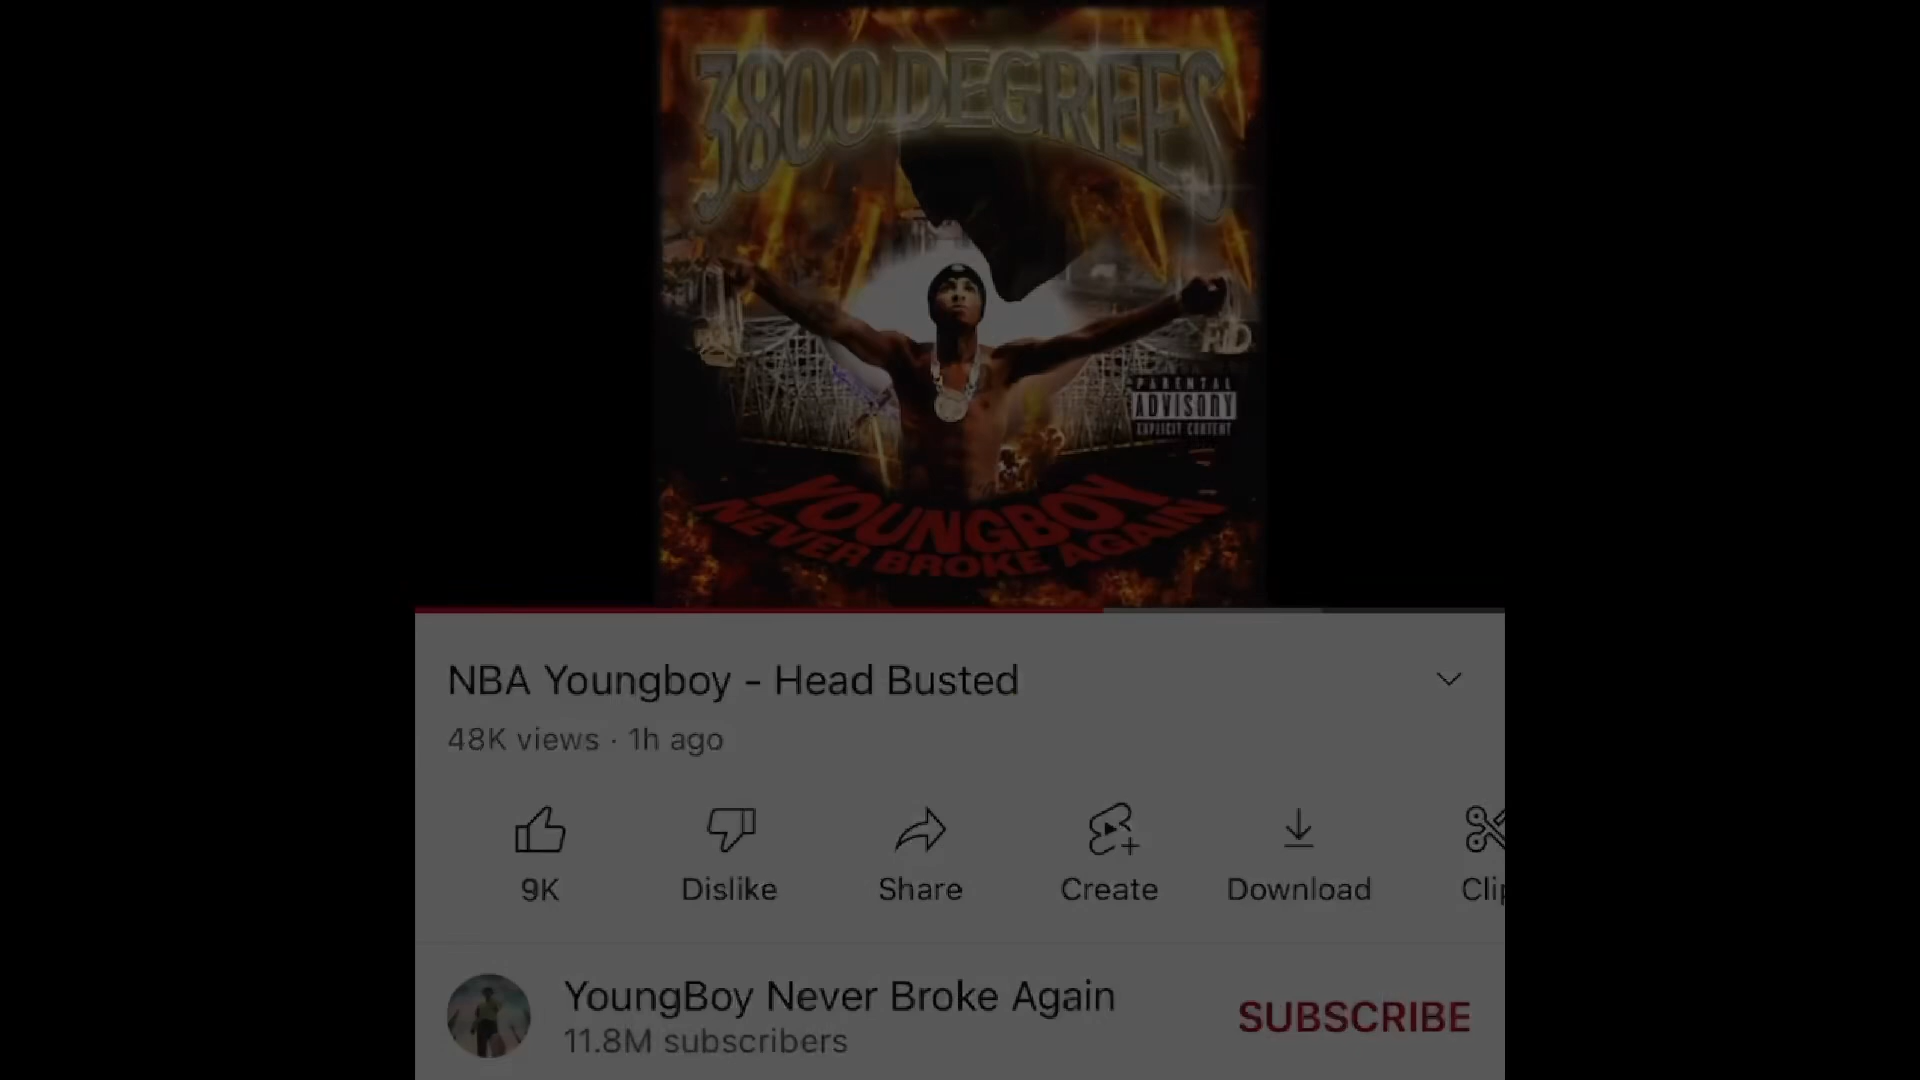 3800 DEGREES
PARENTAL
ADVISORY
EXPLICIT CONTENT
YOUNGBOY
NEVER BROKE AGAIN
NBA Youngboy - Head Busted
48K views · 1h ago
9K Dislike Share Create Download Clip
YoungBoy Never Broke Again
11.8M subscribers
SUBSCRIBE